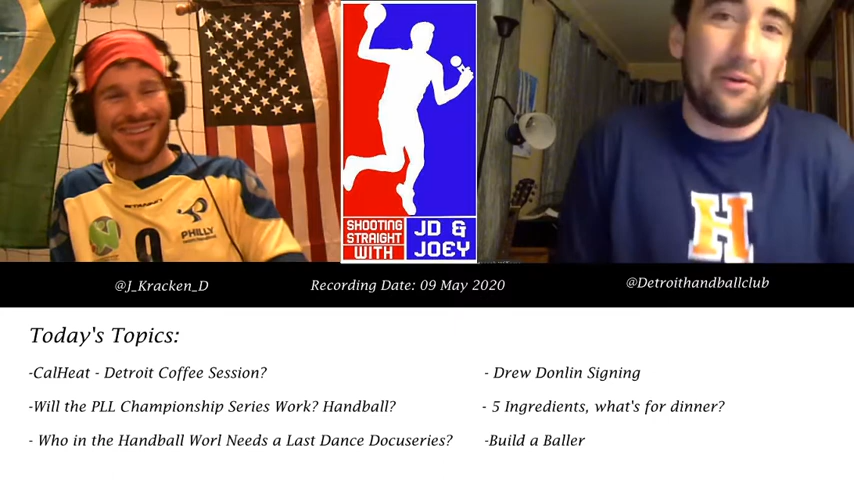 9
PHILLY
SHOOTING
STRAIGHT
WITH
JD &
JOEY
H
@J_Kracken_D
Recording Date: 09 May 2020
@Detroithandballclub
Today's Topics:
-CalHeat - Detroit Coffee Session?
- Drew Donlin Signing
-Will the PLL Championship Series Work? Handball?
- 5 Ingredients, what's for dinner?
- Who in the Handball Worl Needs a Last Dance Docuseries?
-Build a Baller